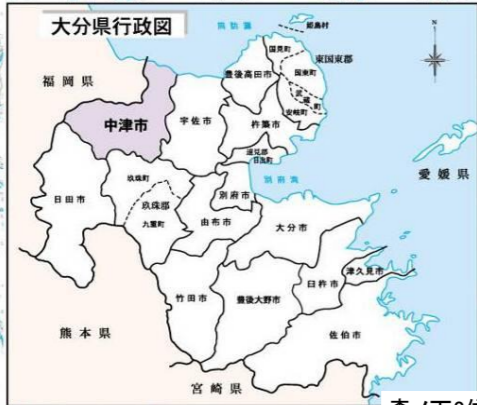 大分県行政図
周防灘
姫島村
国見町
東国東郡
国東町
武蔵町
安岐町
豊後高田市
福岡県
中津市
宇佐市
杵築市
速見郡
日出町
別府湾
愛媛県
日田市
玖珠町
玖珠郡
九重町
別府市
由布市
大分市
津久見市
臼杵市
竹田市
豊後大野市
佐伯市
熊本県
宮崎県
N